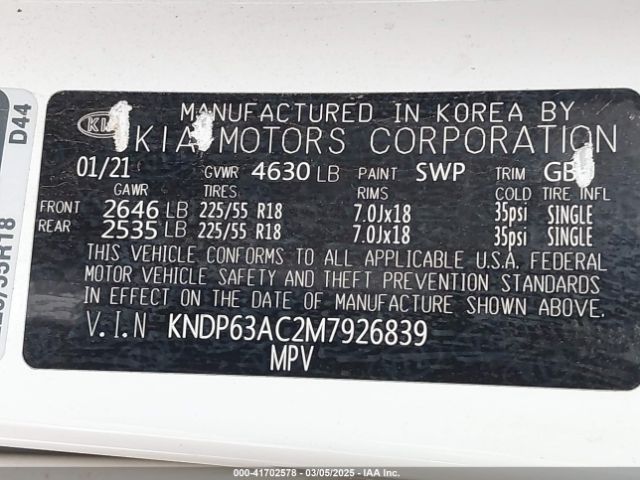 D44
KIA
MANUFACTURED IN KOREA BY
KIA MOTORS CORPORATION
01/21 GVWR 4630 LB PAINT SWP TRIM
GAWR TIRES RIMS COLD TIRE INFL
FRONT 2646 LB 225/55 R18 7.0Jx18 35psi SINGLE
REAR 2535 LB 225/55 R18 7.0Jx18 35psi SINGLE
THIS VEHICLE CONFORMS TO ALL APPLICABLE U.S.A. FEDERAL
MOTOR VEHICLE SAFETY AND THEFT PREVENTION STANDARDS
IN EFFECT ON THE DATE OF MANUFACTURE SHOWN ABOVE.
V.I.N KNDP63AC2M7926839
MPV
000-41702578 - 03/05/2025 - IAA Inc.